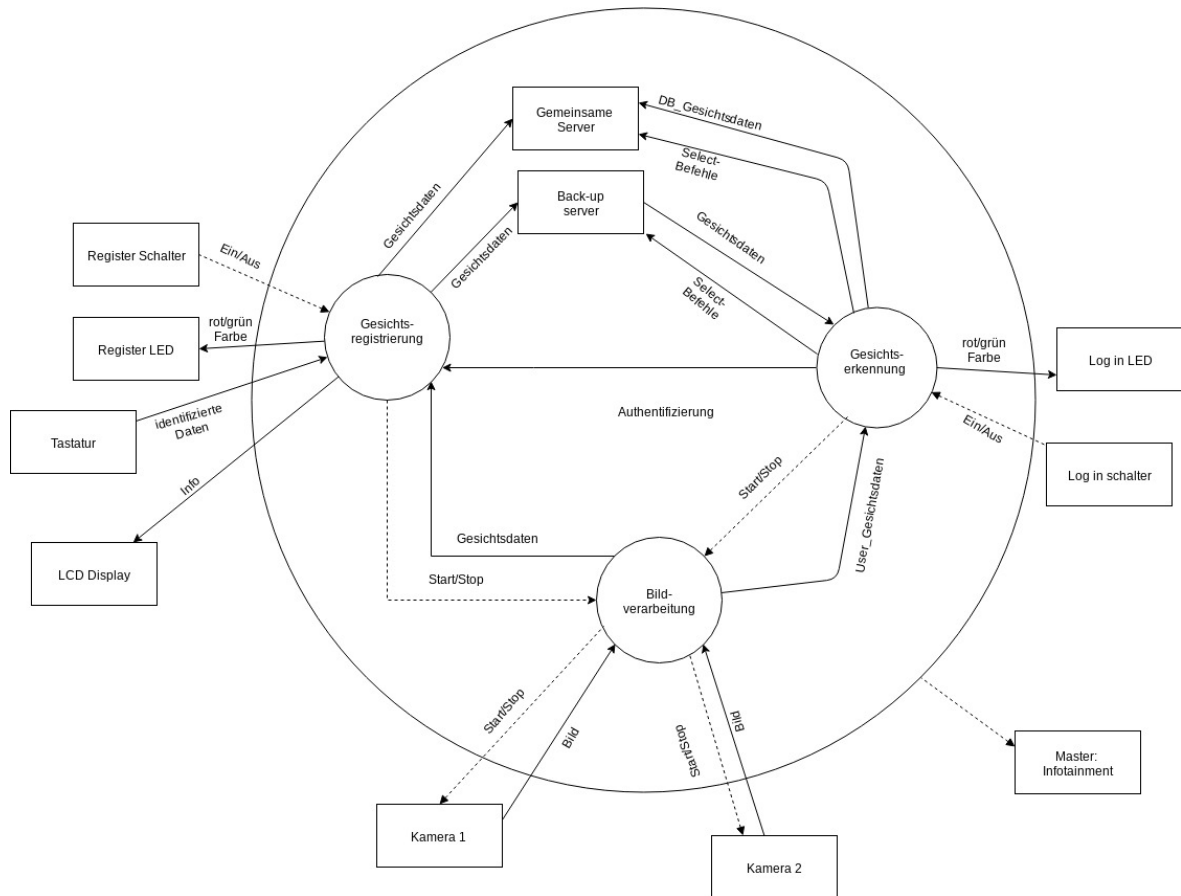 Gemeinsame
Server
DB_Gesichtsdaten
Select-
Befehle
Back-up
server
Gesichtsdaten
Gesichtsdaten
Gesichtsdaten
Select-
Befehle
Register Schalter
Ein/Aus
Gesichts-
registrierung
rot/grün
Farbe
Register LED
Gesichts-
erkennung
rot/grün
Farbe
Log in LED
identifizierte
Daten
Tastatur
Authentifizierung
Ein/Aus
Log in schalter
Info
Start/Stop
User_Gesichtsdaten
LCD Display
Gesichtsdaten
Start/Stop
Bild-
verarbeitung
Start/Stop
Bild
Start/Stop
Bild
Master:
Infotainment
Kamera 1
Kamera 2